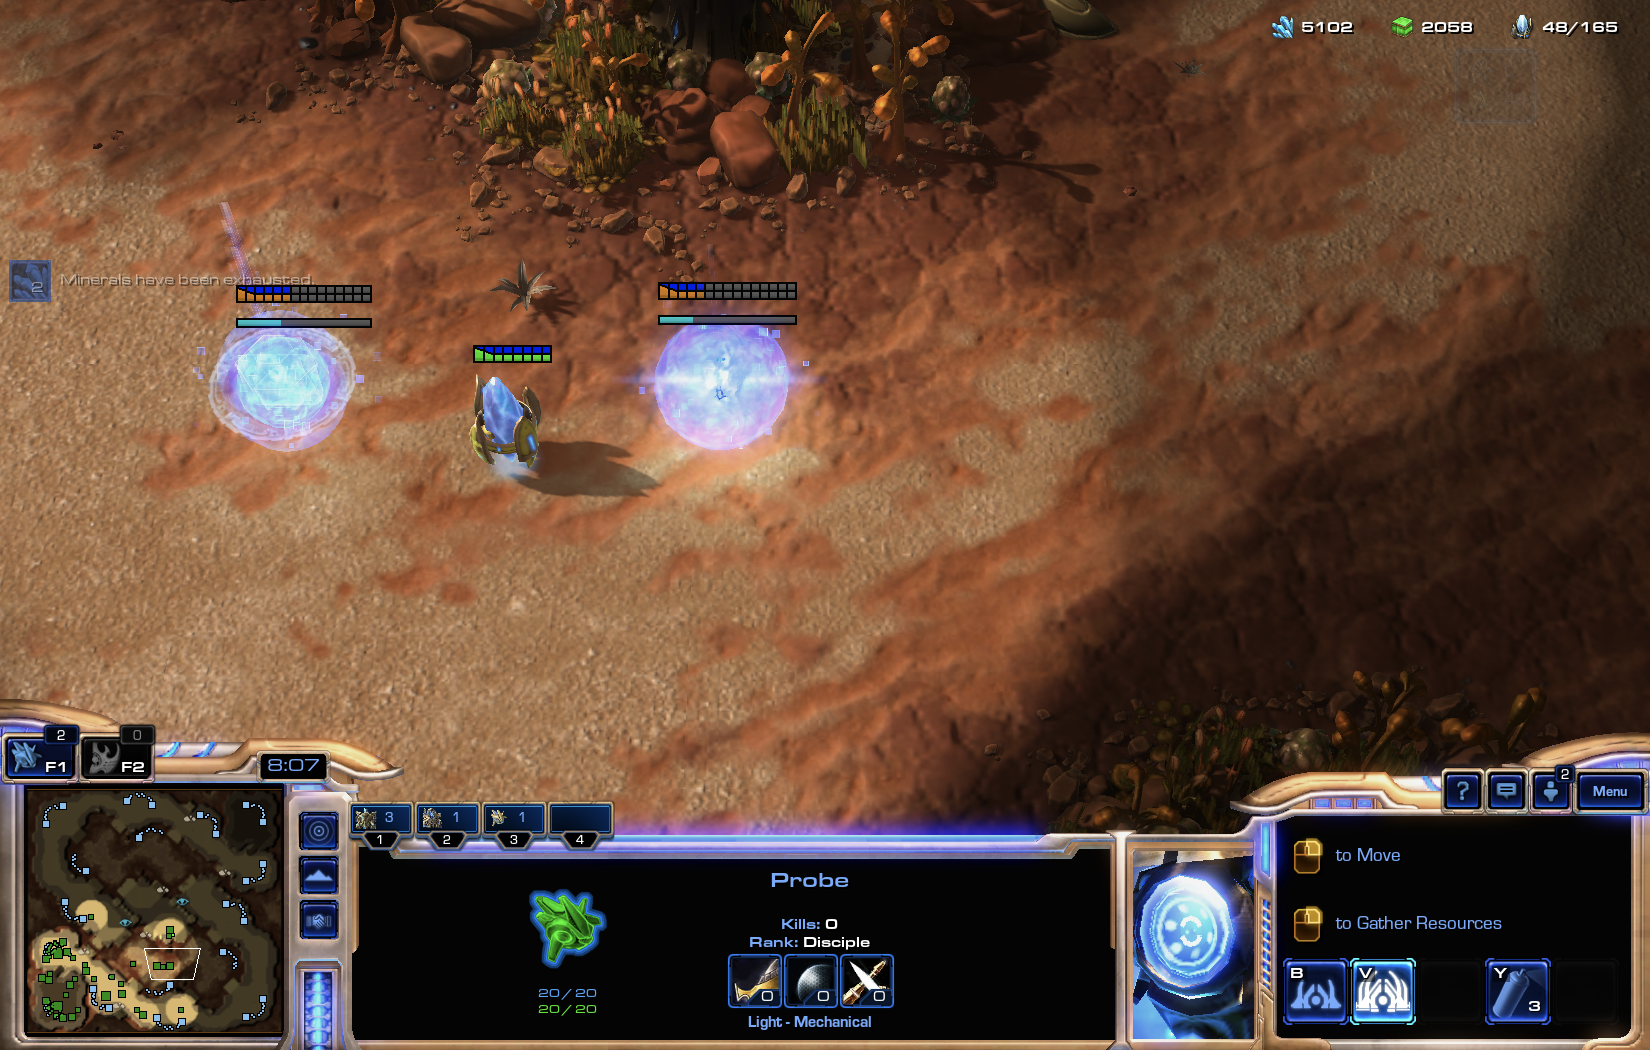 5102 2058 48/165
2 Minerals have been exhausted.
2 0
F1 F2
8:07
3 1 1
1 2 3 4
Probe
Kills: 0
Rank: Disciple
0 0 0
20/20
20/20
Light - Mechanical
? 2 Menu
to Move
to Gather Resources
B V Y
3